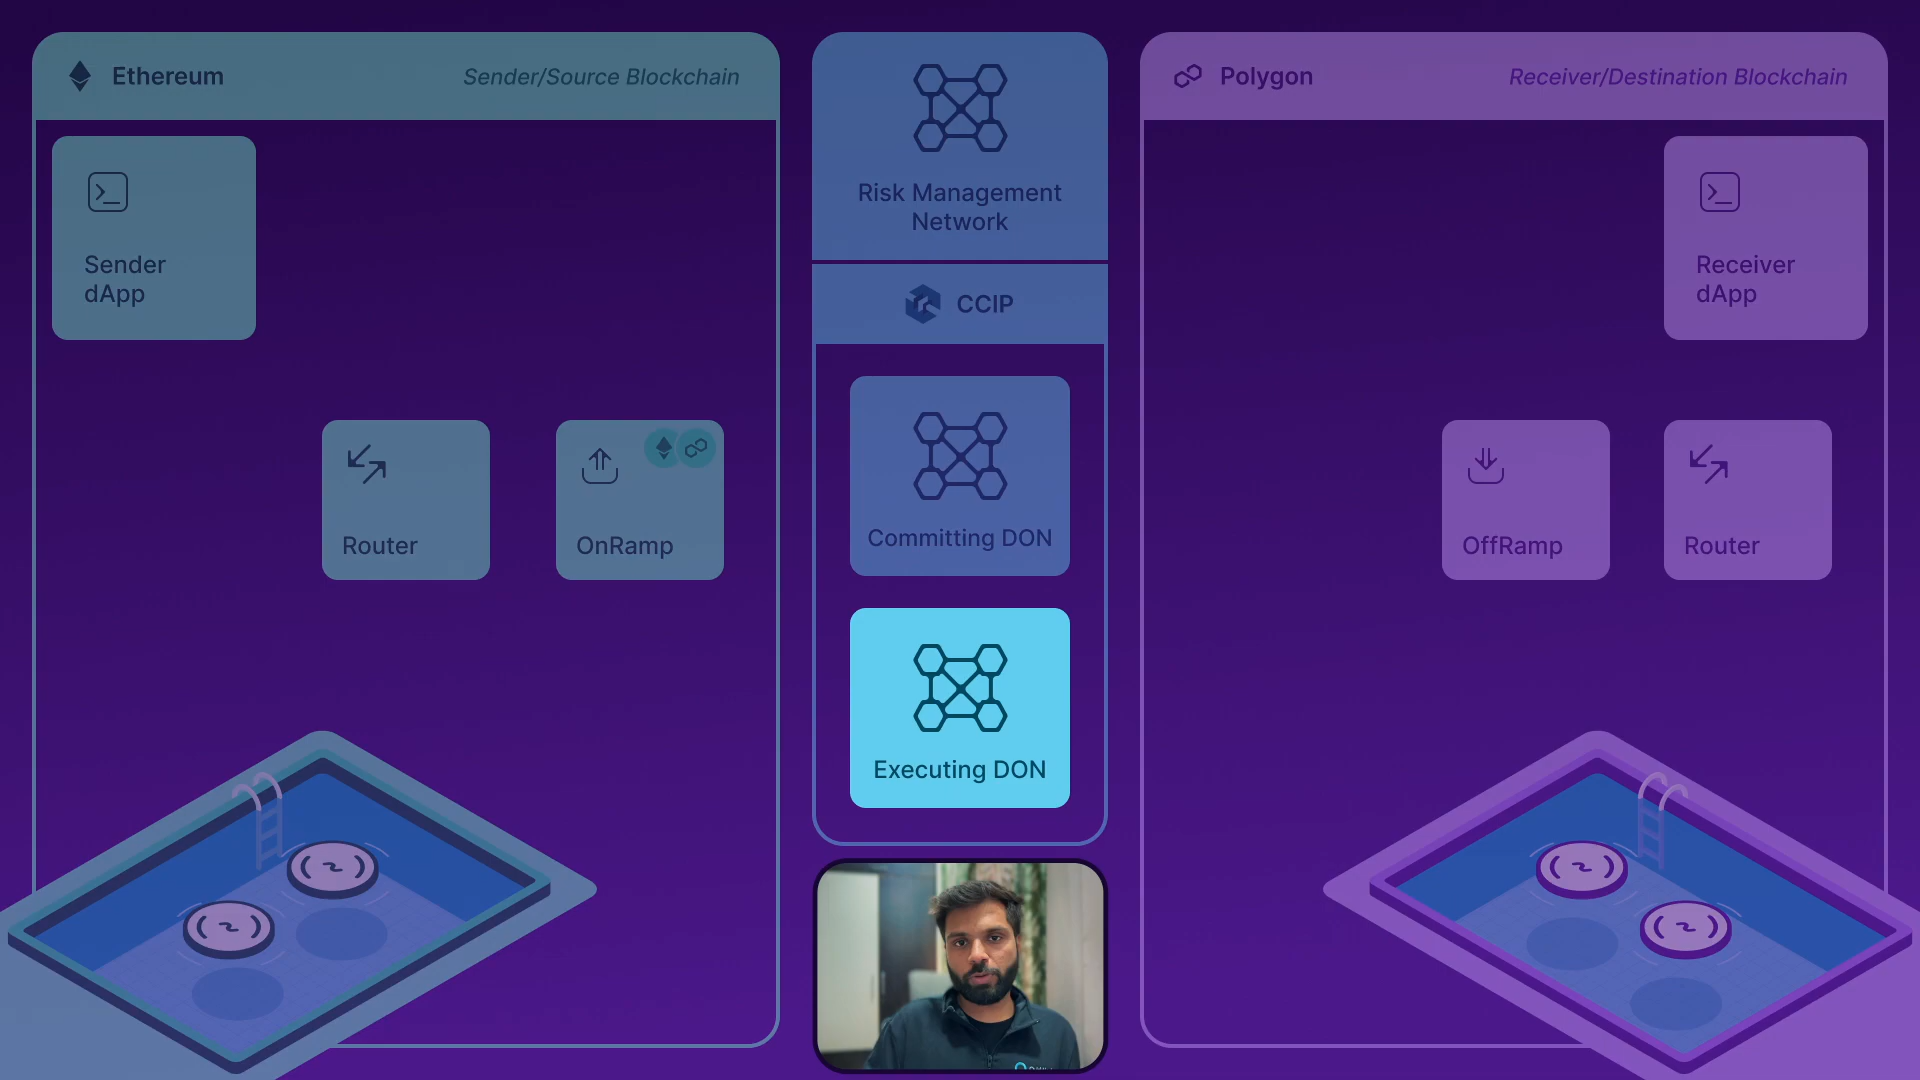 Ethereum
Sender/Source Blockchain
Sender
dApp
Router
OnRamp
Risk Management
Network
CCIP
Committing DON
Executing DON
Polygon
Receiver/Destination Blockchain
Receiver
dApp
OffRamp
Router